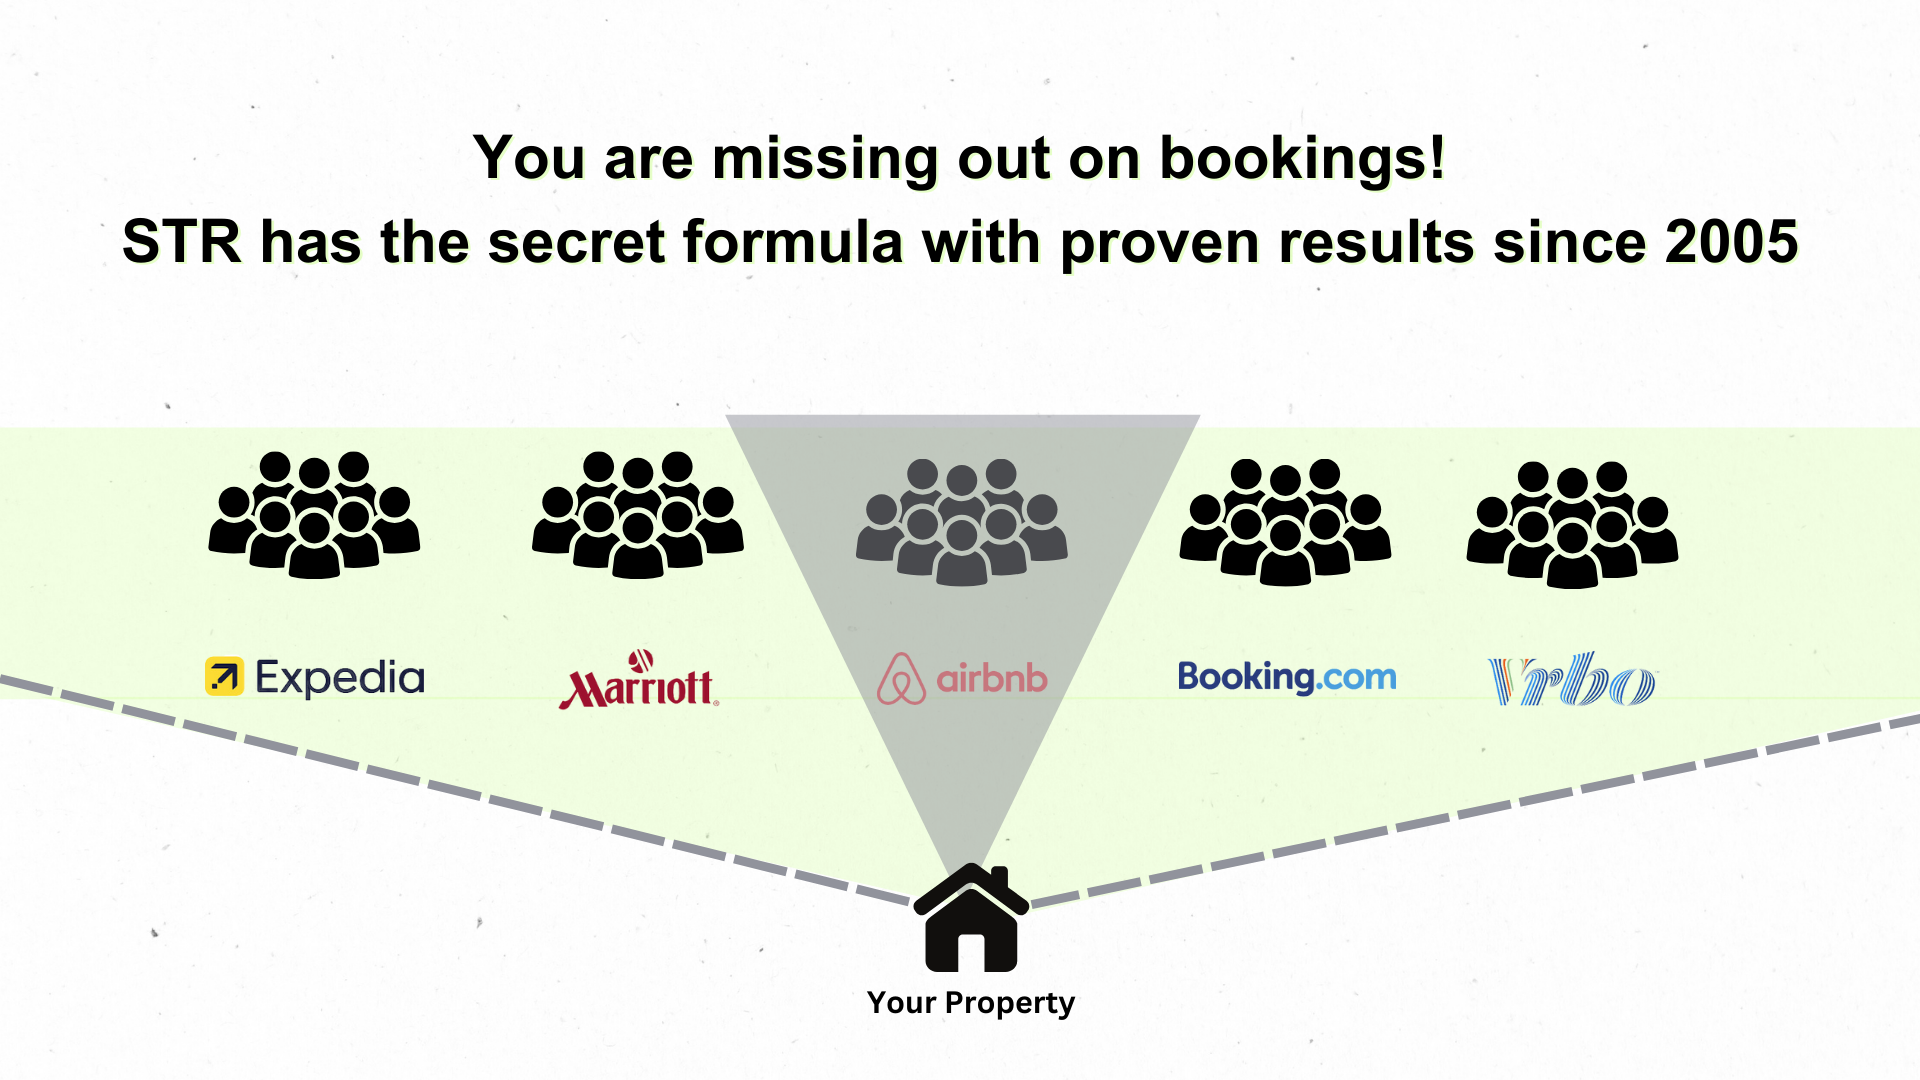 You are missing out on bookings!
STR has the secret formula with proven results since 2005
Expedia
Marriott®
airbnb
Booking.com
Vrbo
Your Property